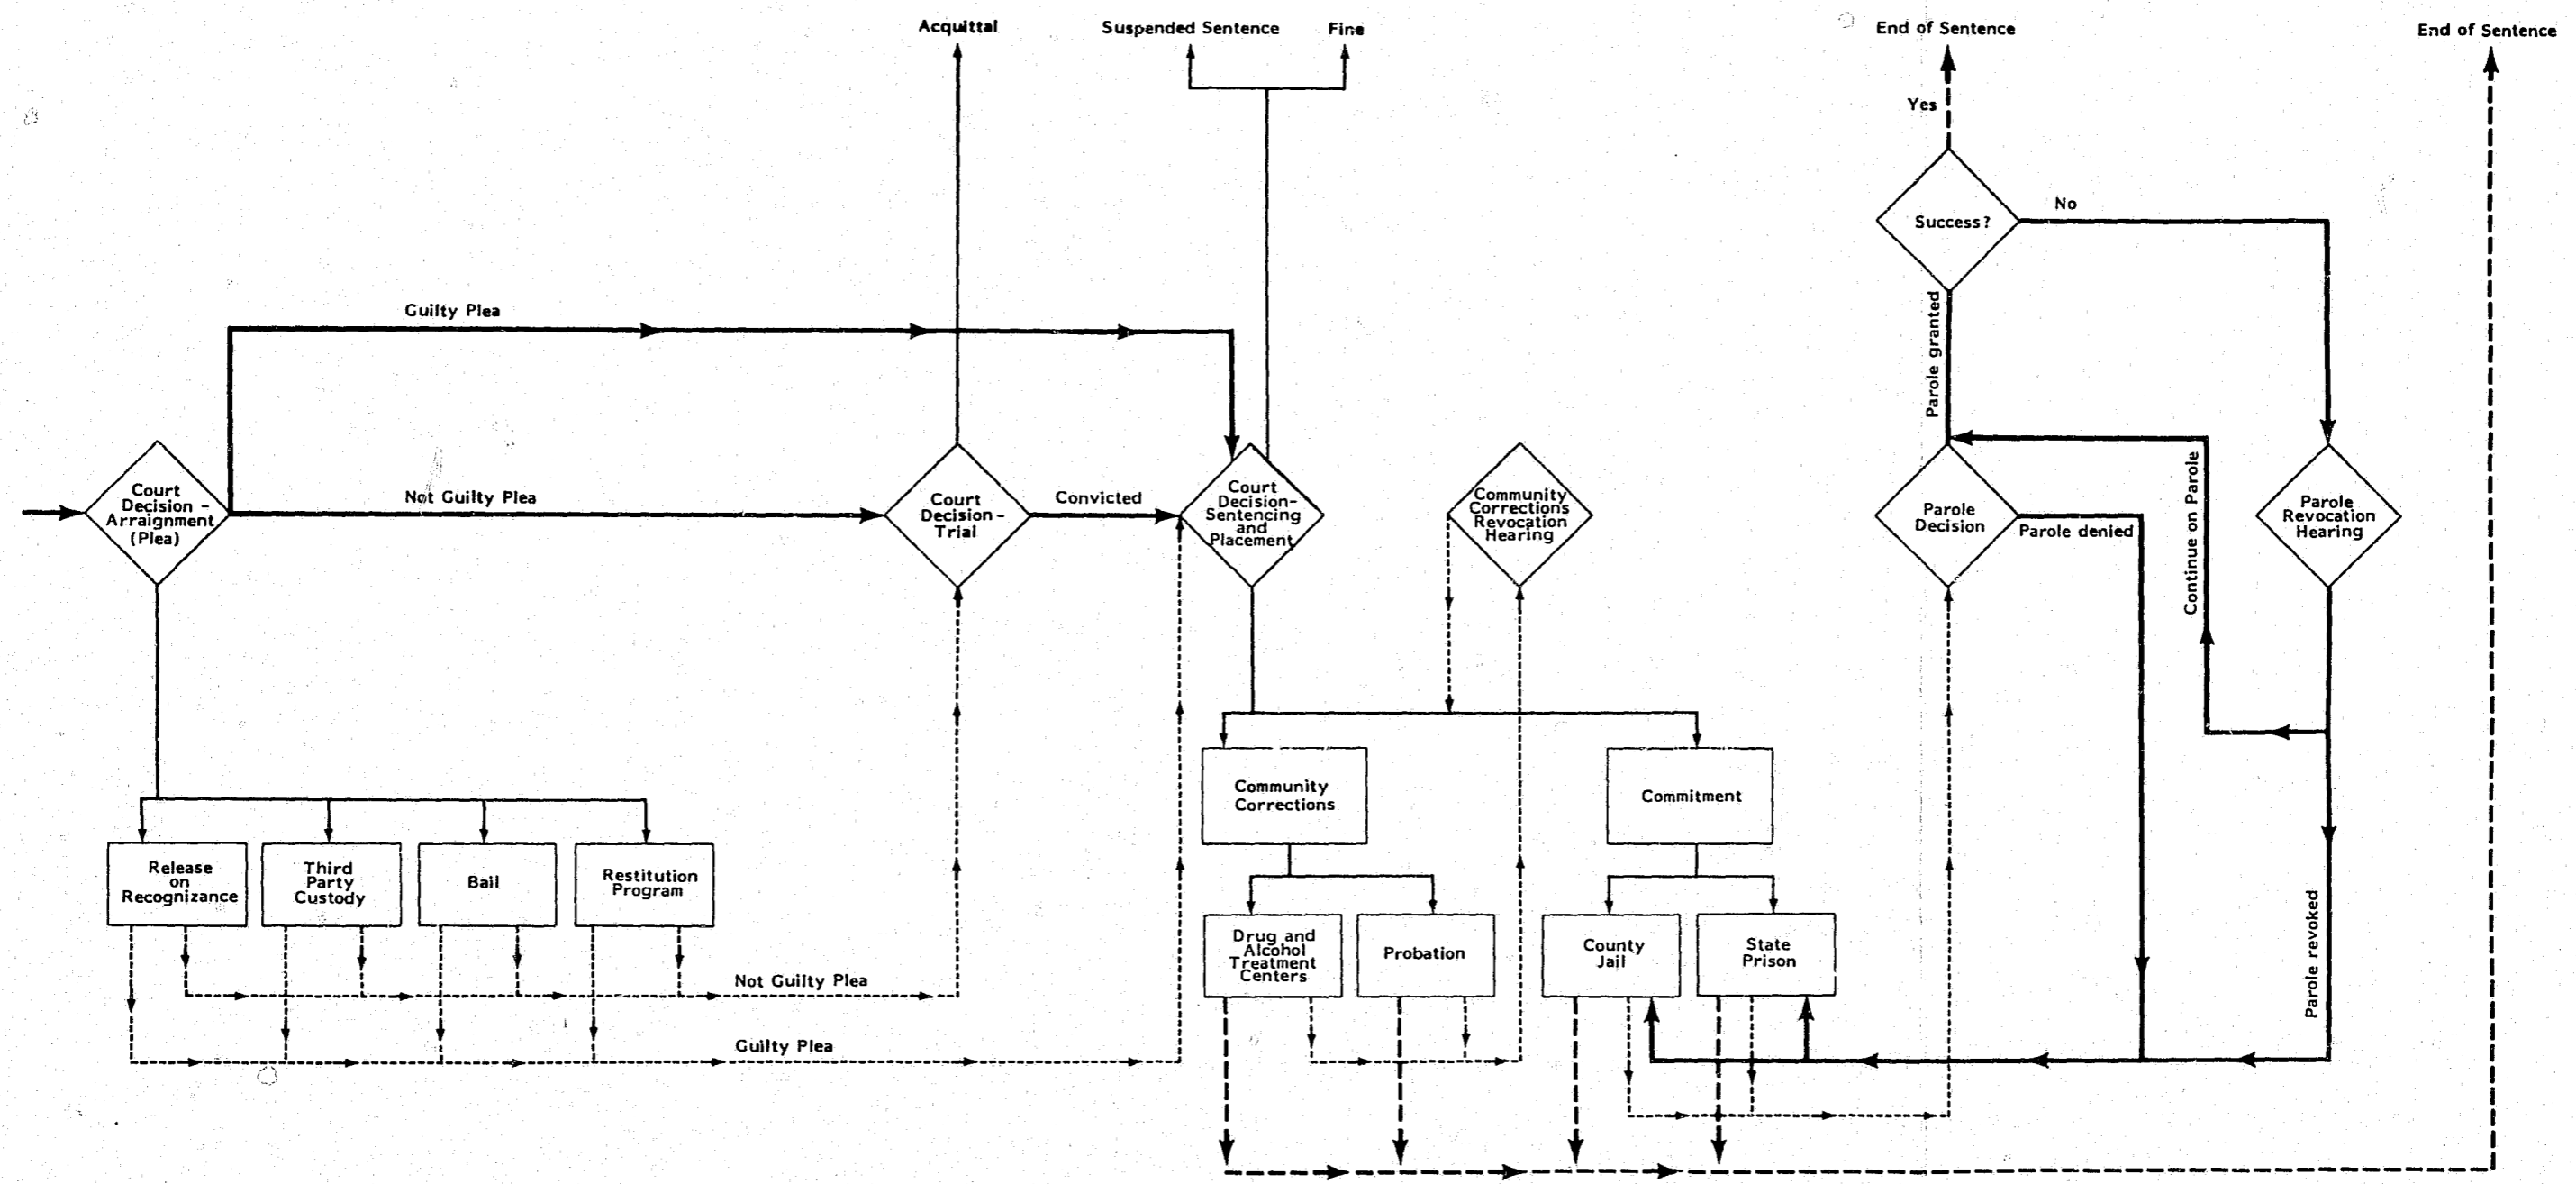 Acquittal
Suspended Sentence
Fine
End of Sentence
End of Sentence
Yes
Success?
No
Parole granted
Guilty Plea
Court
Decision -
Arraignment
(Plea)
Not Guilty Plea
Court
Decision -
Trial
Convicted
Court
Decision-
Sentencing
and
Placement
Community
Corrections
Revocation
Hearing
Parole
Decision
Parole denied
Continue on Parole
Parole
Revocation
Hearing
Community
Corrections
Commitment
Release
on
Recognizance
Third
Party
Custody
Bail
Restitution
Program
Drug and
Alcohol
Treatment
Centers
Probation
County
Jail
State
Prison
Parole revoked
Not Guilty Plea
Guilty Plea